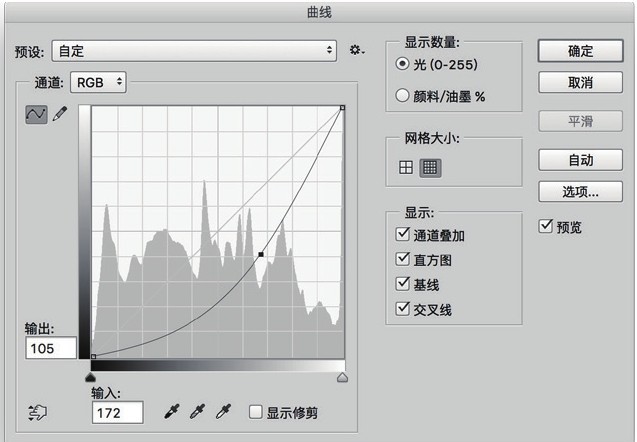 曲线
预设: 自定
通道: RGB
输出:
105
输入:
172
显示修剪
显示数量:
光 (0-255)
颜料/油墨 %
网格大小:
显示:
通道叠加
直方图
基线
交叉线
确定
取消
平滑
自动
选项...
预览